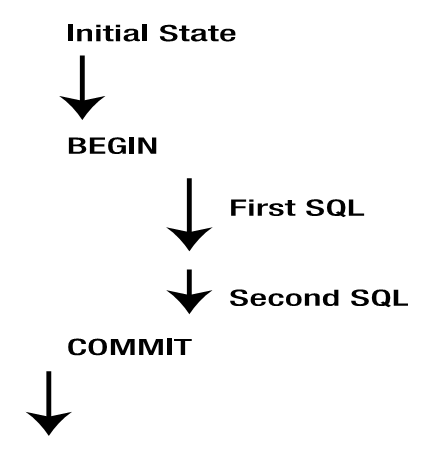 Initial State
BEGIN
First SQL
Second SQL
COMMIT